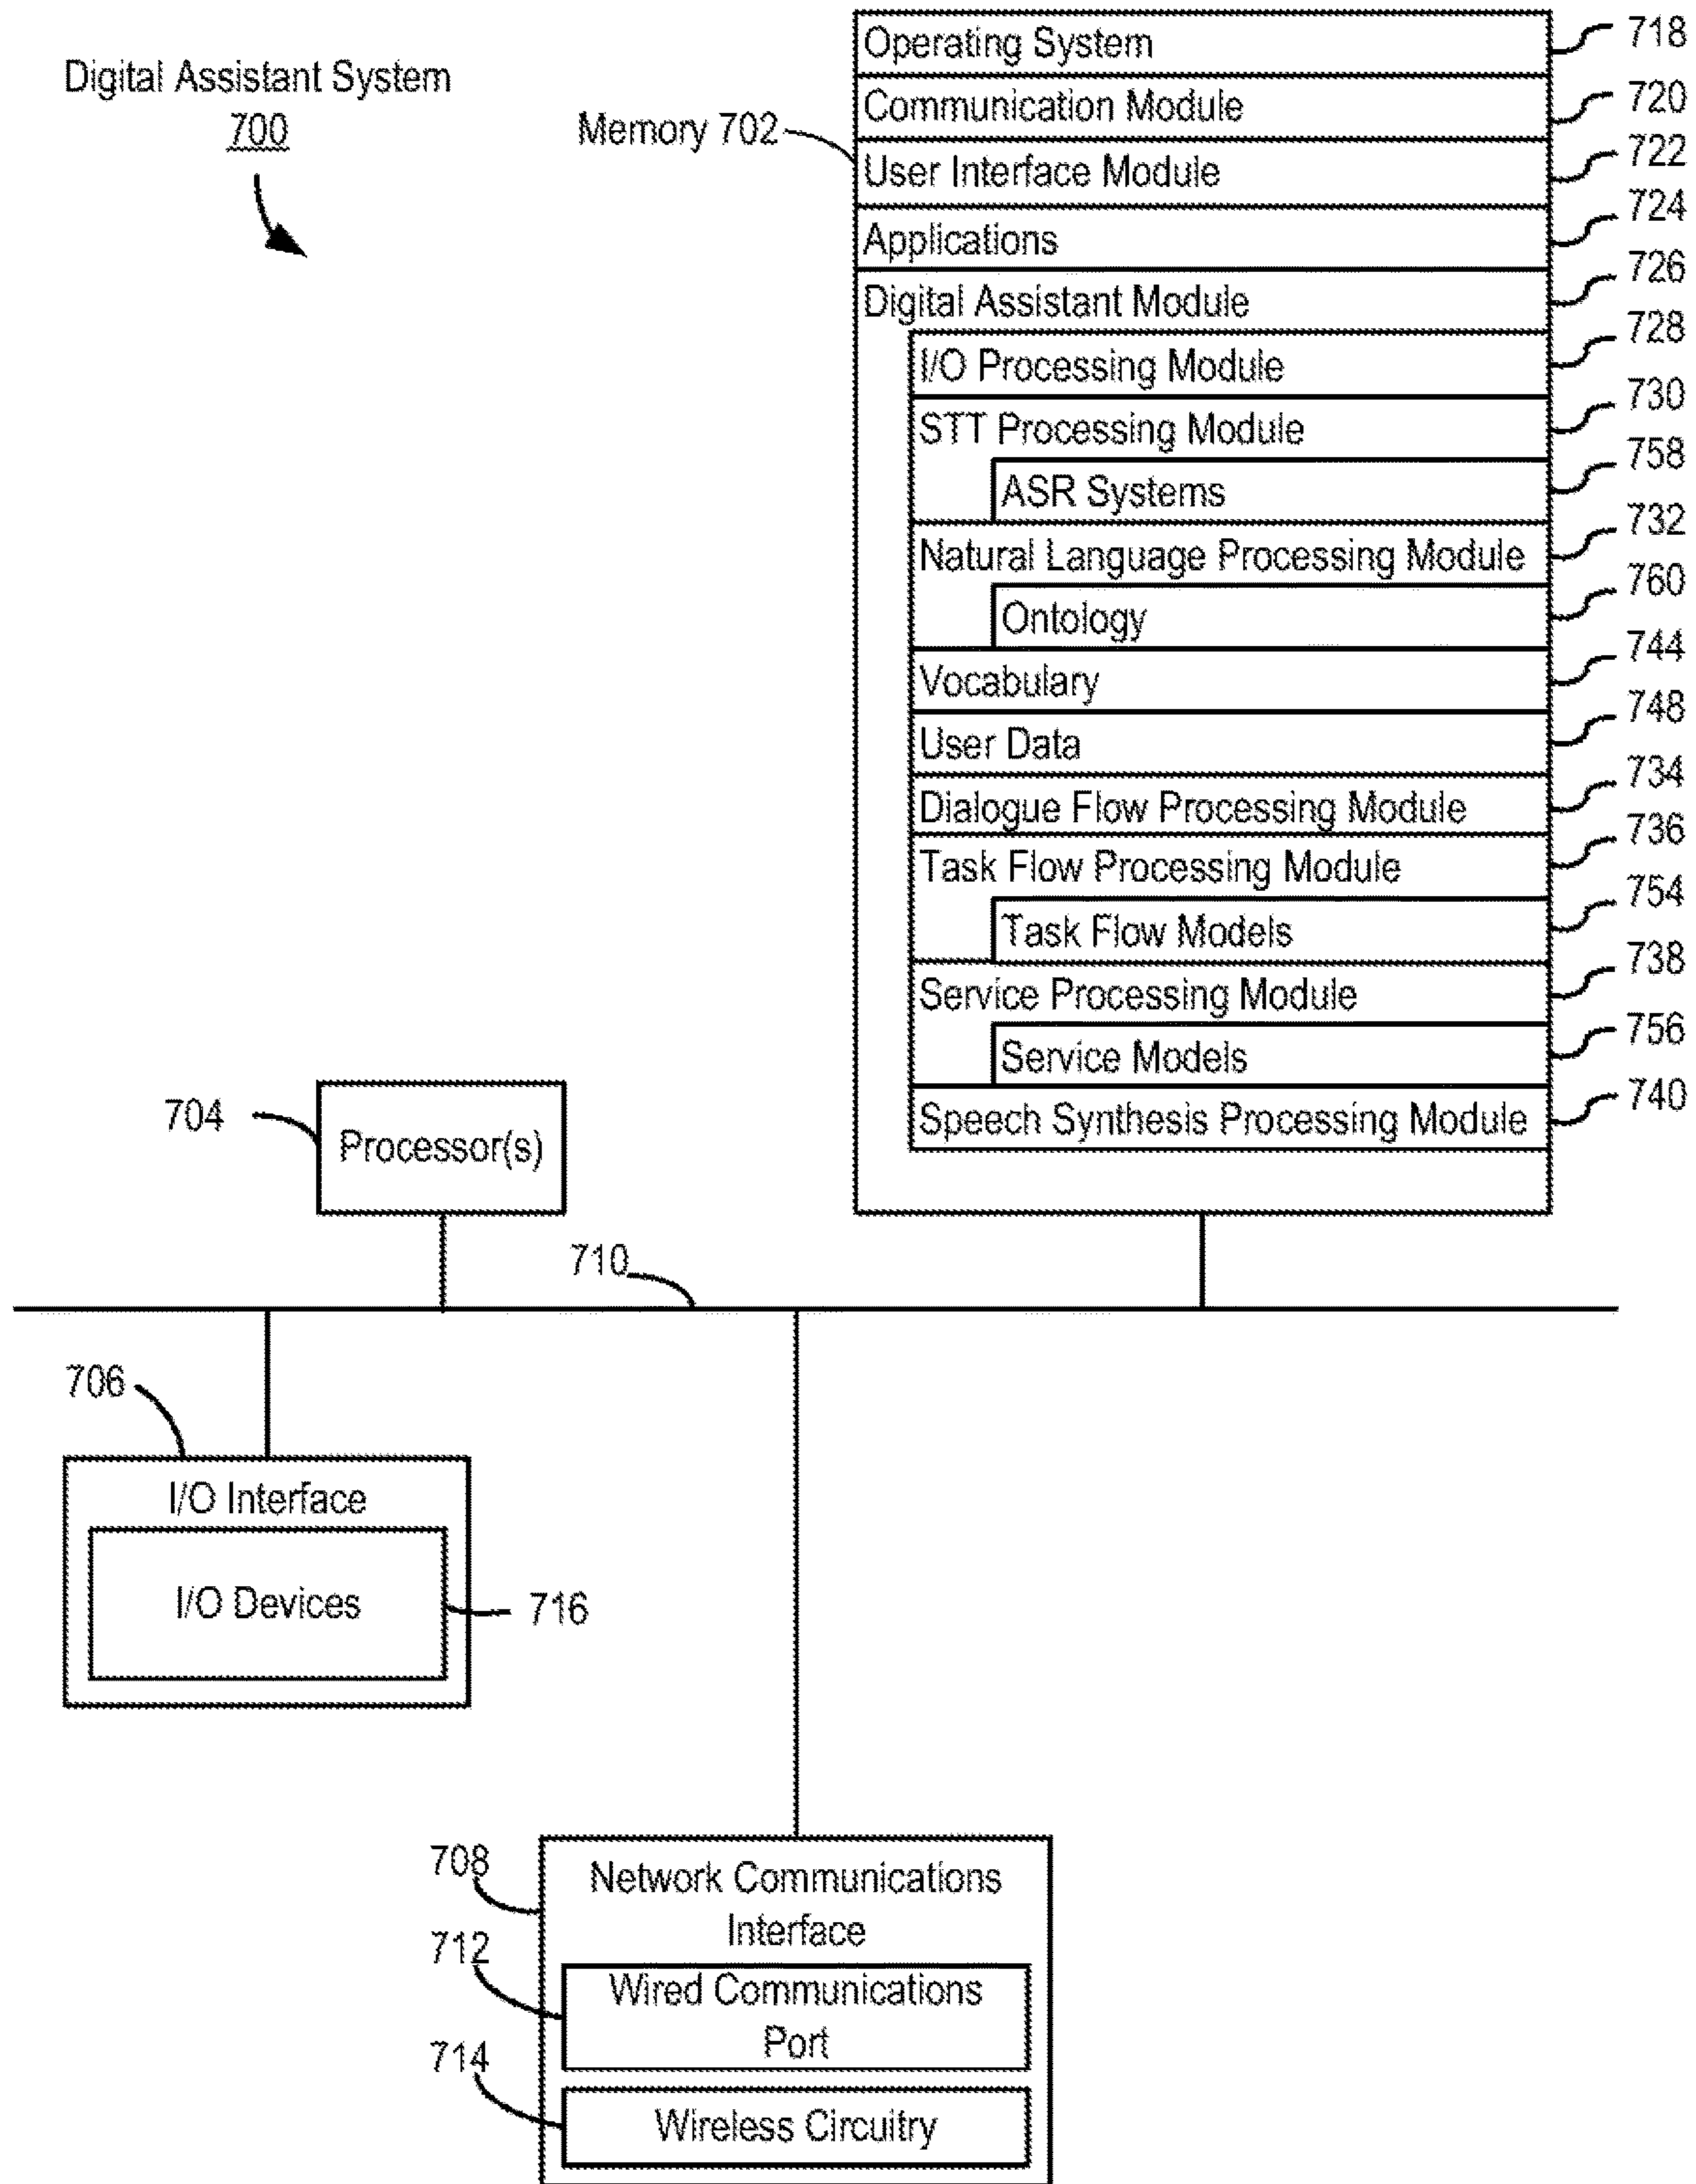 Digital Assistant System
700
Memory 702
Operating System 718
Communication Module 720
User Interface Module 722
Applications 724
Digital Assistant Module 726
I/O Processing Module 728
STT Processing Module 730
ASR Systems 758
Natural Language Processing Module 732
Ontology 760
Vocabulary 744
User Data 748
Dialogue Flow Processing Module 734
Task Flow Processing Module 736
Task Flow Models 754
Service Processing Module 738
Service Models 756
Speech Synthesis Processing Module 740
704
Processor(s)
710
706
I/O Interface
I/O Devices
716
708
Network Communications
Interface
712
Wired Communications
Port
714
Wireless Circuitry